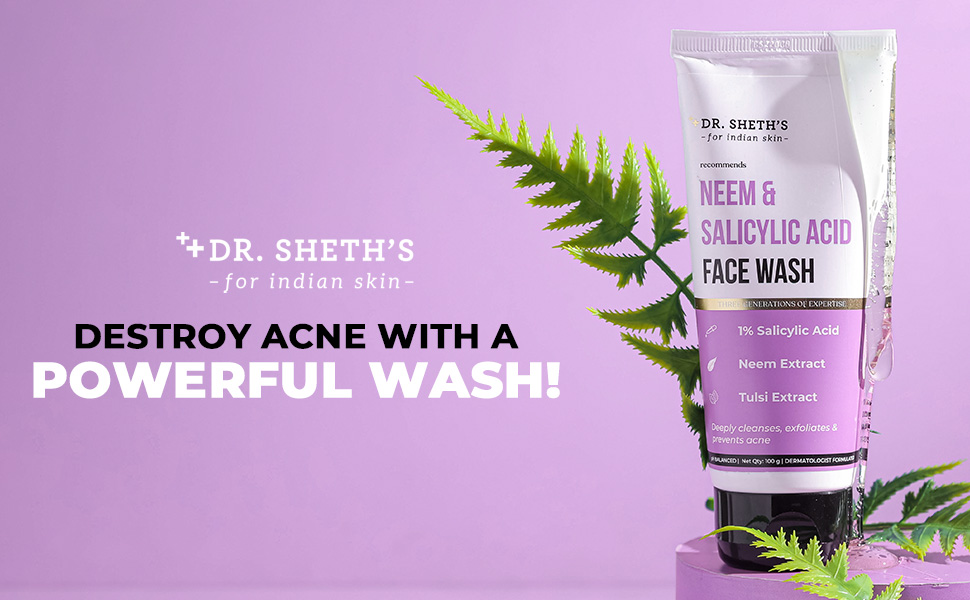 DR. SHETH'S
-for indian skin-
DESTROY ACNE WITH A
POWERFUL WASH!
DR. SHETH'S
-for indian skin-
recommends
NEEM &
SALICYLIC ACID
FACE WASH
GENERATIONS OF EXPERTISE
1% Salicylic Acid
Neem Extract
Tulsi Extract
Deeply cleanses, exfoliates &
prevents acne
BALANCED | Net Qty: 100 g | DERMATOLOGIST FORMULATED